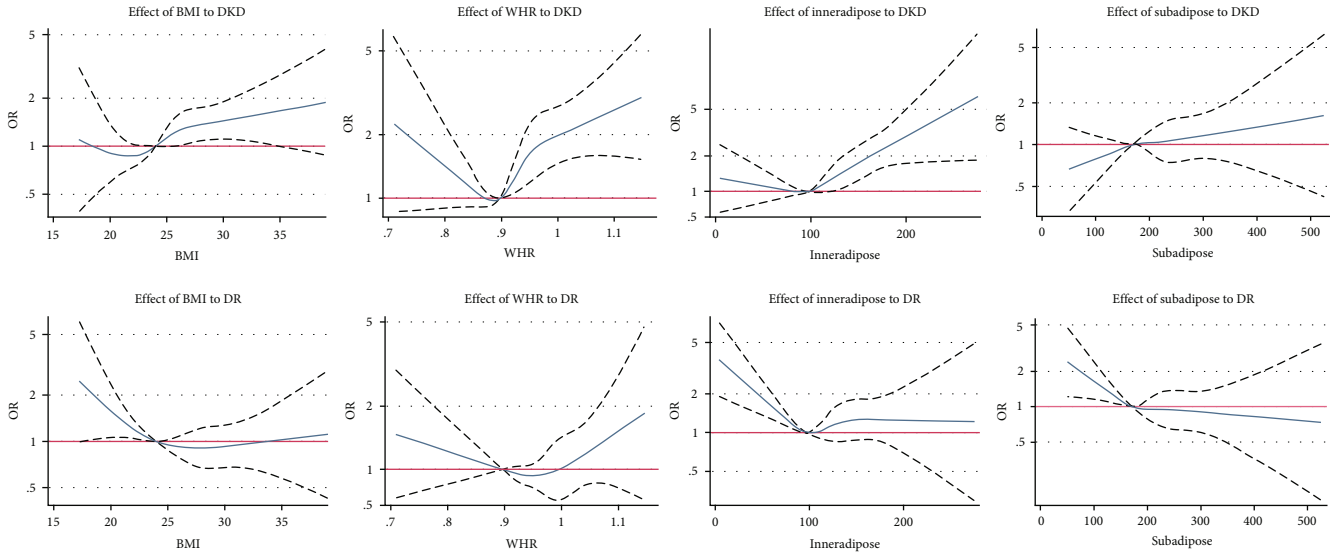 Effect of BMI to DKD
5
2
1
.5
OR
15 20 25 30 35
BMI
Effect of WHR to DKD
5
2
1
OR
.7 .8 .9 1 1.1
WHR
Effect of inneradipose to DKD
5
2
1
.5
OR
0 100 200
Inneradipose
Effect of subadipose to DKD
5
2
1
.5
OR
0 100 200 300 400 500
Subadipose
Effect of BMI to DR
5
2
1
.5
OR
15 20 25 30 35
BMI
Effect of WHR to DR
5
2
1
.5
OR
.7 .8 .9 1 1.1
WHR
Effect of inneradipose to DR
5
2
1
.5
OR
0 100 200
Inneradipose
Effect of subadipose to DR
5
2
1
.5
OR
0 100 200 300 400 500
Subadipose